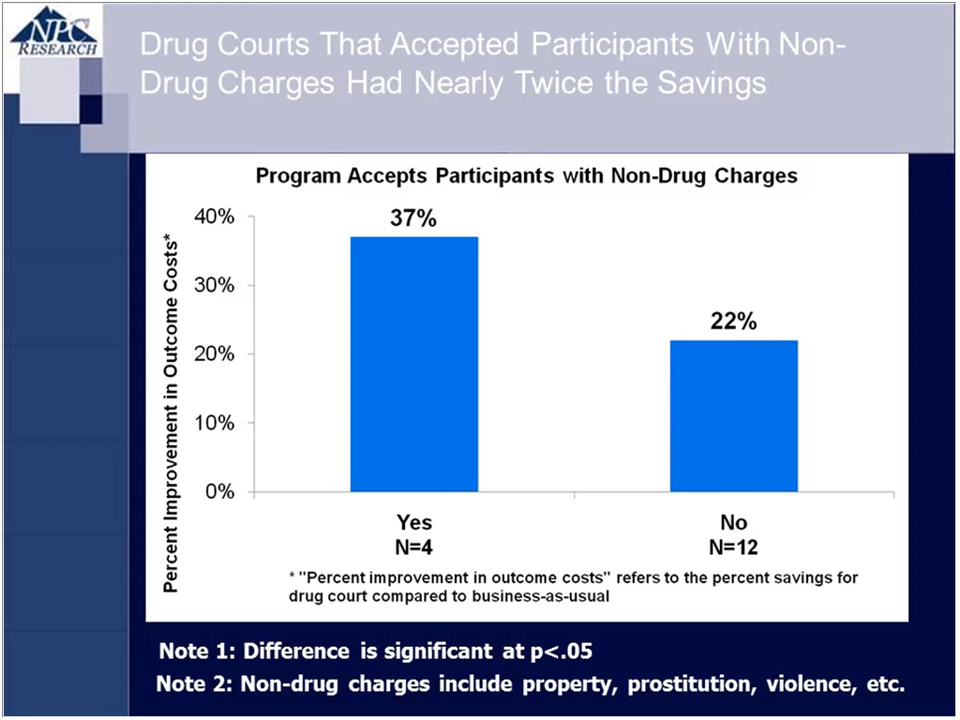 NPC
RESEARCH
Drug Courts That Accepted Participants With Non-
Drug Charges Had Nearly Twice the Savings
Program Accepts Participants with Non-Drug Charges
Percent Improvement in Outcome Costs*
40%
30%
20%
10%
0%
37%
22%
Yes
N=4
No
N=12
* "Percent improvement in outcome costs" refers to the percent savings for
drug court compared to business-as-usual
Note 1: Difference is significant at p<.05
Note 2: Non-drug charges include property, prostitution, violence, etc.